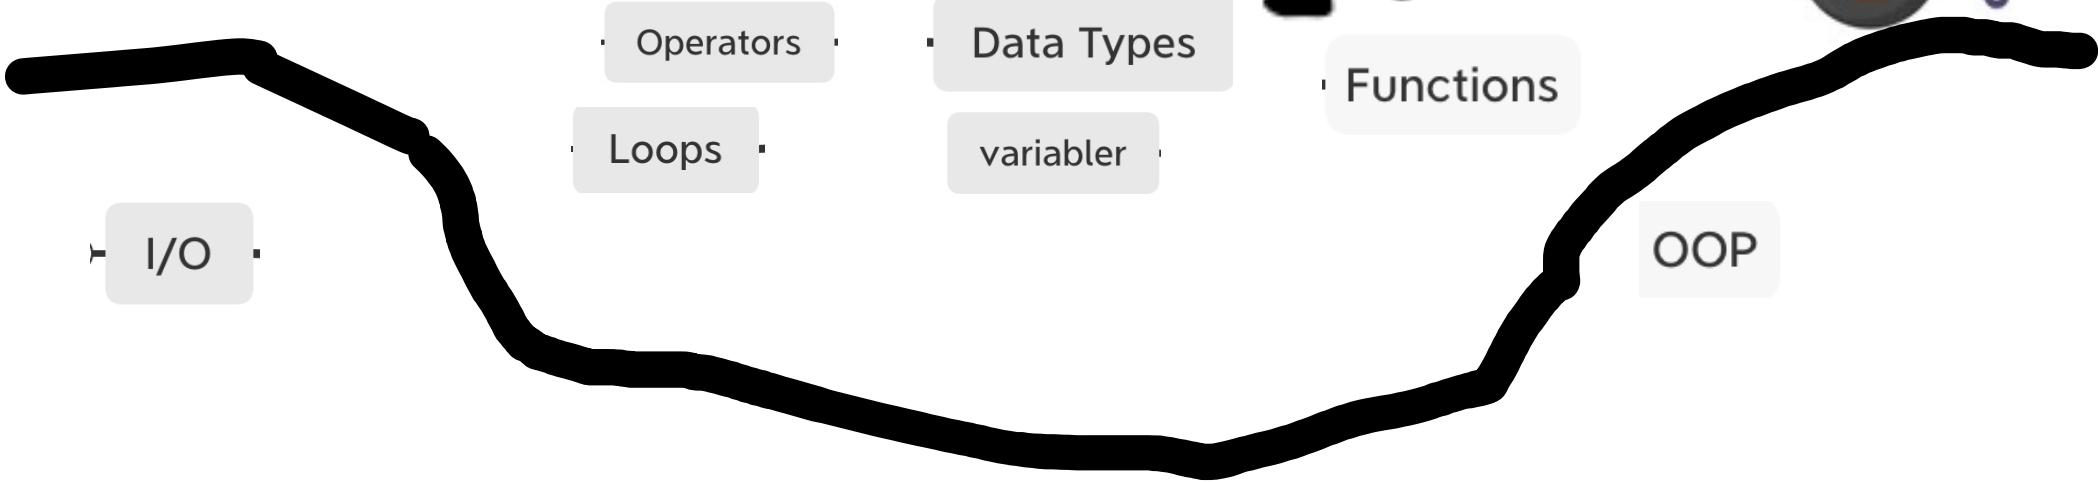 Operators
Data Types
Functions
Loops
variabler
I/O
OOP